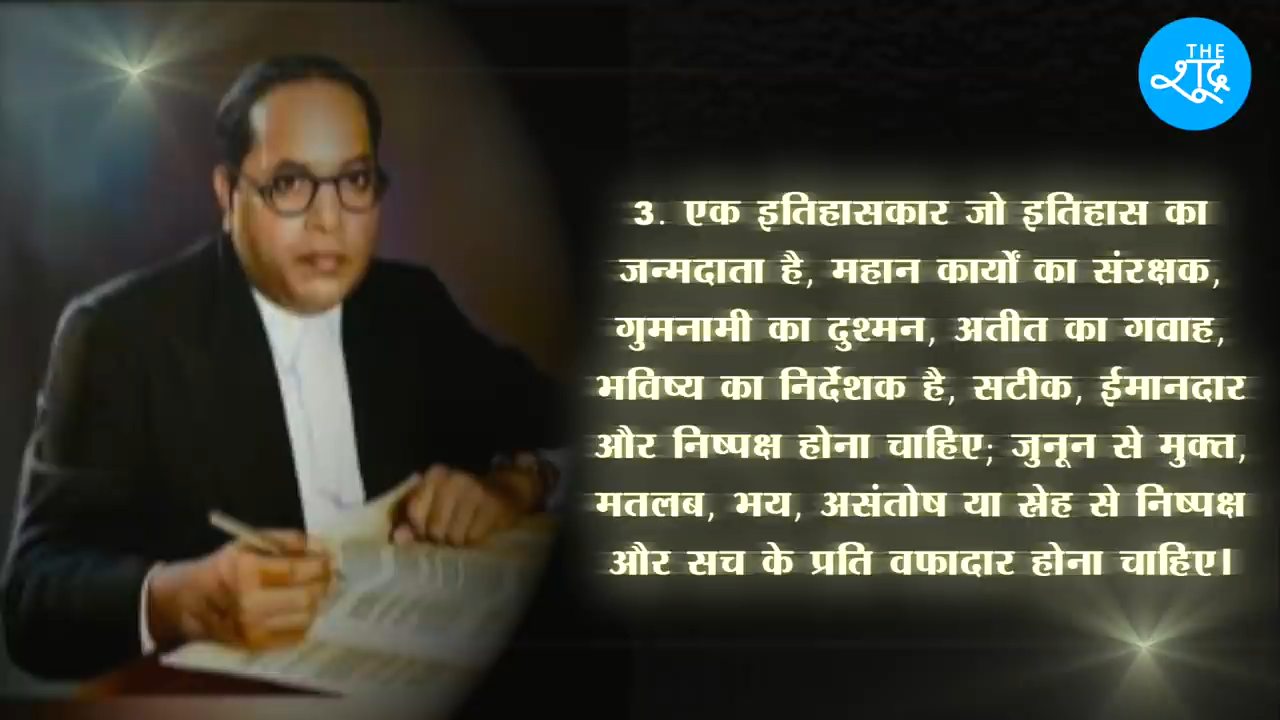 THE
शूद्र
3. एक इतिहासकार जो इतिहास का
जन्मदाता है, महान कार्यों का संरक्षक,
गुमनामी का दुश्मन, अतीत का गवाह,
भविष्य का निर्देशक है, सटीक, ईमानदार
और निष्पक्ष होना चाहिए; जुनून से मुक्त,
मतलब, भय, असंतोष या स्नेह से निष्पक्ष
और सच के प्रति वफादार होना चाहिए।